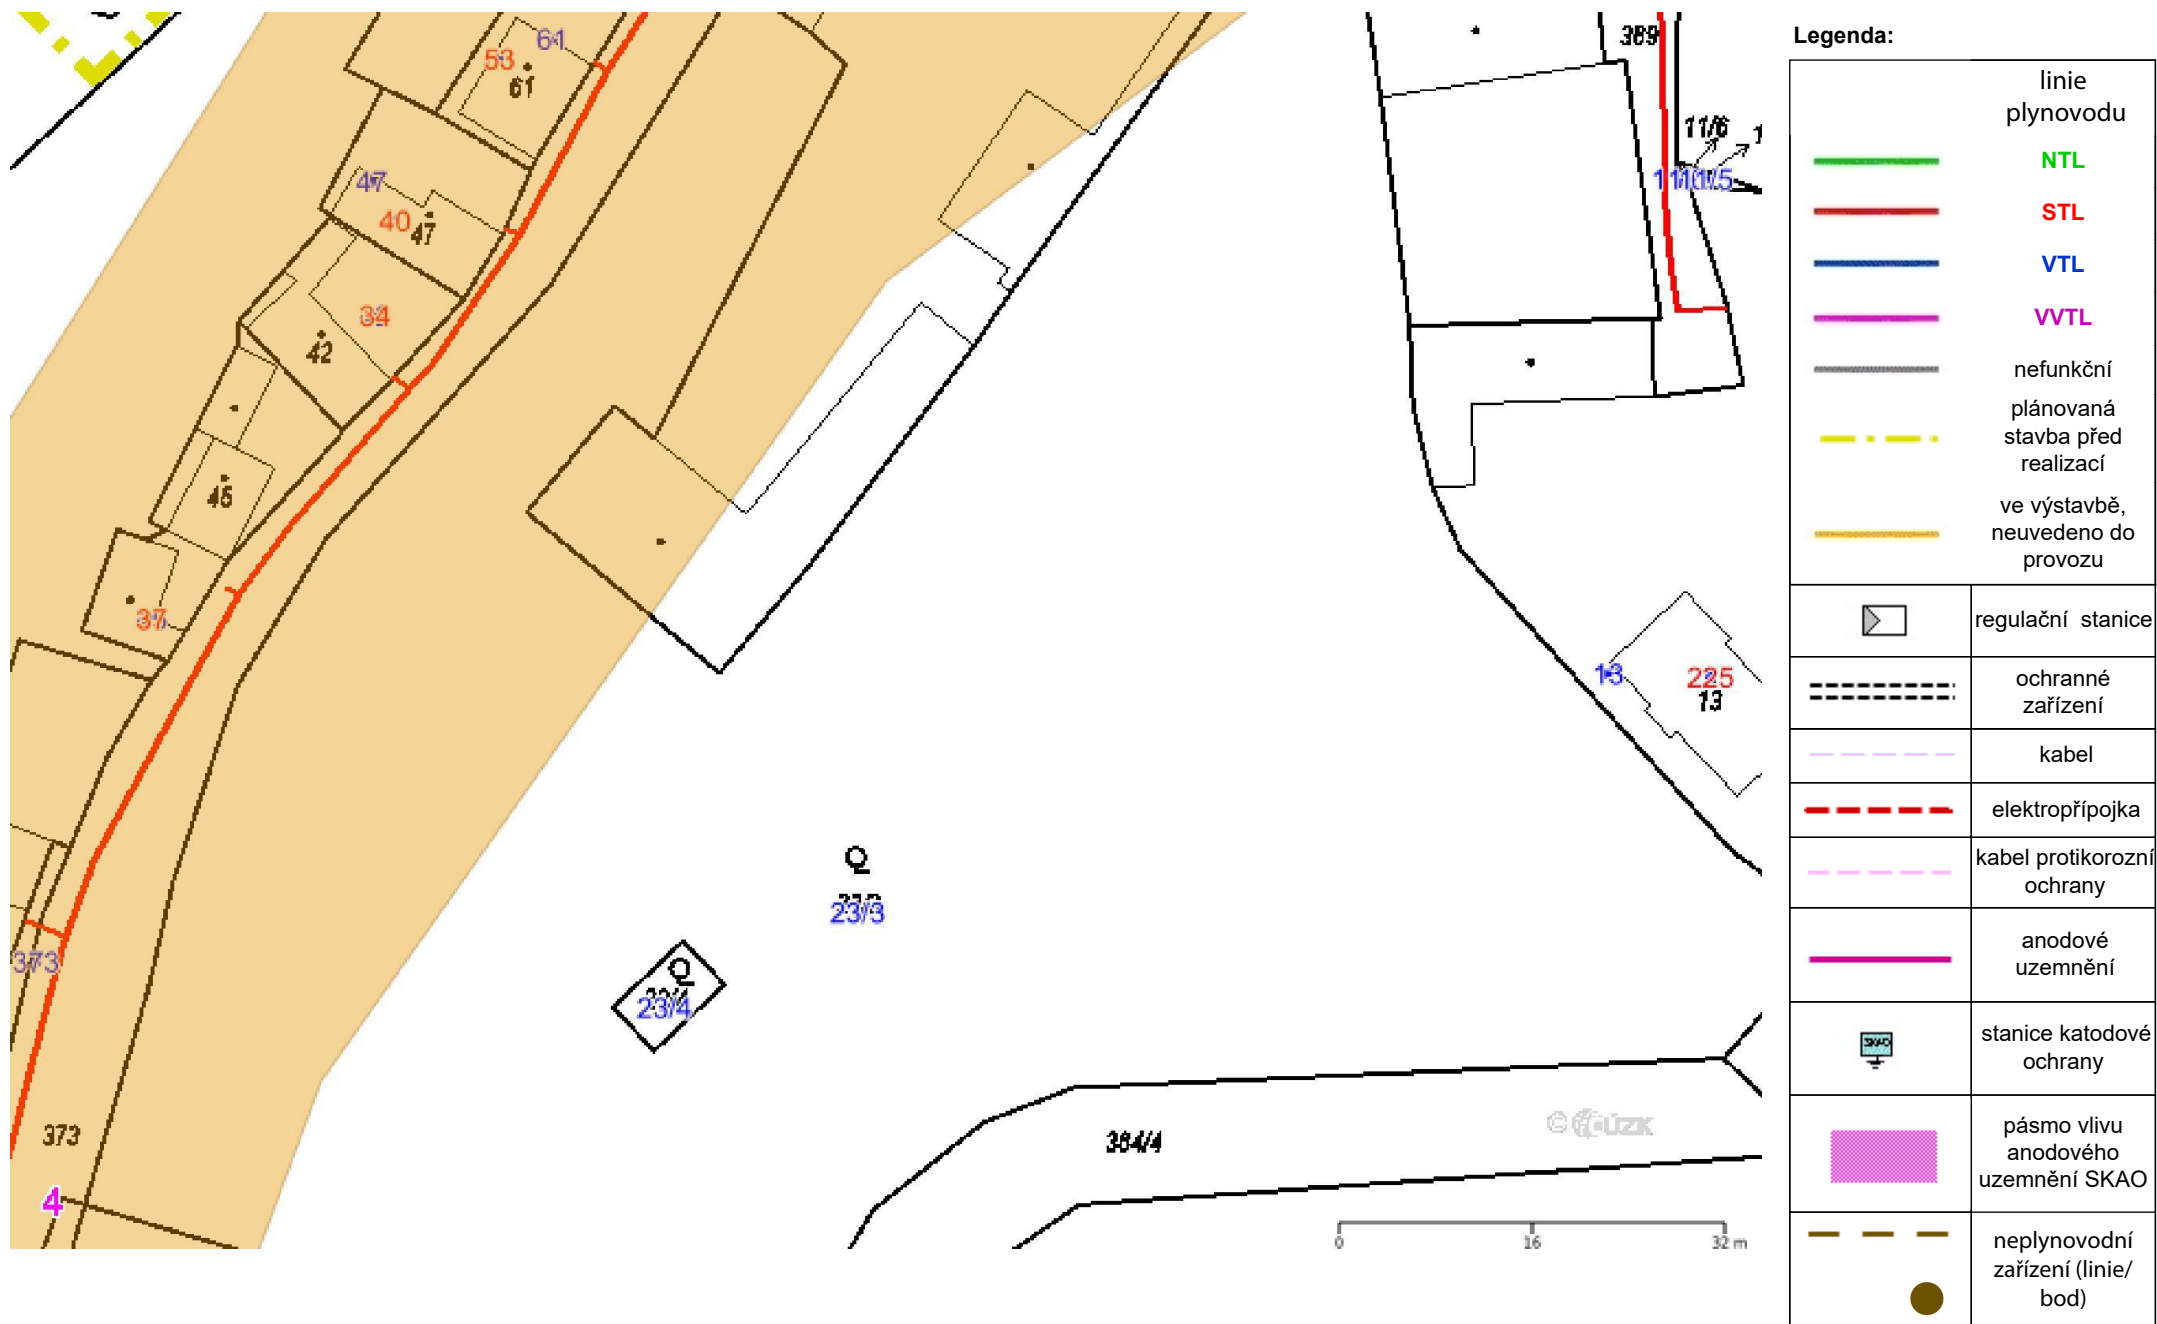 Legenda:
linie
plynovodu
NTL
STL
VTL
VVTL
nefunkční
plánovaná
stavba před
realizací
ve výstavbě,
neuvedeno do
provozu
regulační stanice
ochranné
zařízení
kabel
elektropřípojka
kabel protikorozní
ochrany
anodové
uzemnění
SKAO
stanice katodové
ochrany
pásmo vlivu
anodového
uzemnění SKAO
neplynovodní
zařízení (linie/
bod)
61
53
61
389
11/6
47
40
47
34
42
45
37
13
225
13
Q
23/3
Q
23/4
373
373
384/4
4
0
16
32 m